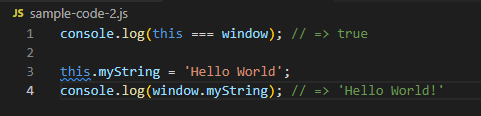 JS sample-code-2.js
1 console.log(this === window); // => true
2
3 this.myString = 'Hello World';
4 console.log(window.myString); // => 'Hello World!'